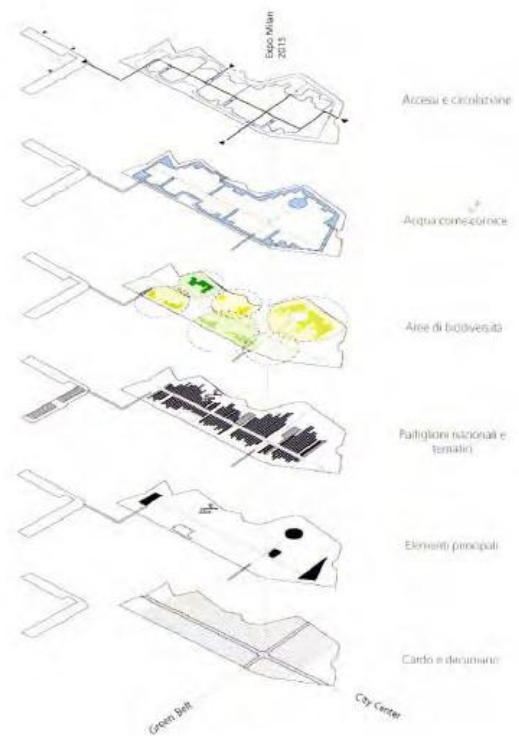 Expo Milan
2015
Accessi e circolazione
Acqua come cornice
Aree di biodiversità
Padiglioni nazionali e
tematici
Elementi principali
Cardo e decumano
Green Belt
City Center